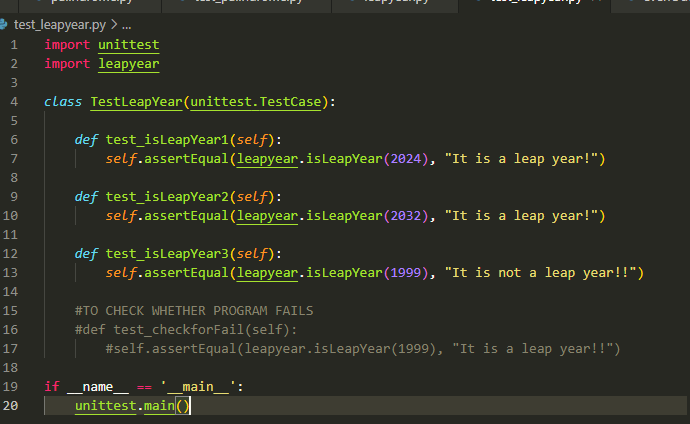 test_leapyear.py > ...
1 import unittest
2 import leapyear
3
4 class TestLeapYear(unittest.TestCase):
5
6 def test_isLeapYear1(self):
7 self.assertEqual(leapyear.isLeapYear(2024), "It is a leap year!")
8
9 def test_isLeapYear2(self):
10 self.assertEqual(leapyear.isLeapYear(2032), "It is a leap year!")
11
12 def test_isLeapYear3(self):
13 self.assertEqual(leapyear.isLeapYear(1999), "It is not a leap year!!")
14
15 #TO CHECK WHETHER PROGRAM FAILS
16 #def test_checkforFail(self):
17 #self.assertEqual(leapyear.isLeapYear(1999), "It is a leap year!!")
18
19 if __name__ == '__main__':
20 unittest.main()